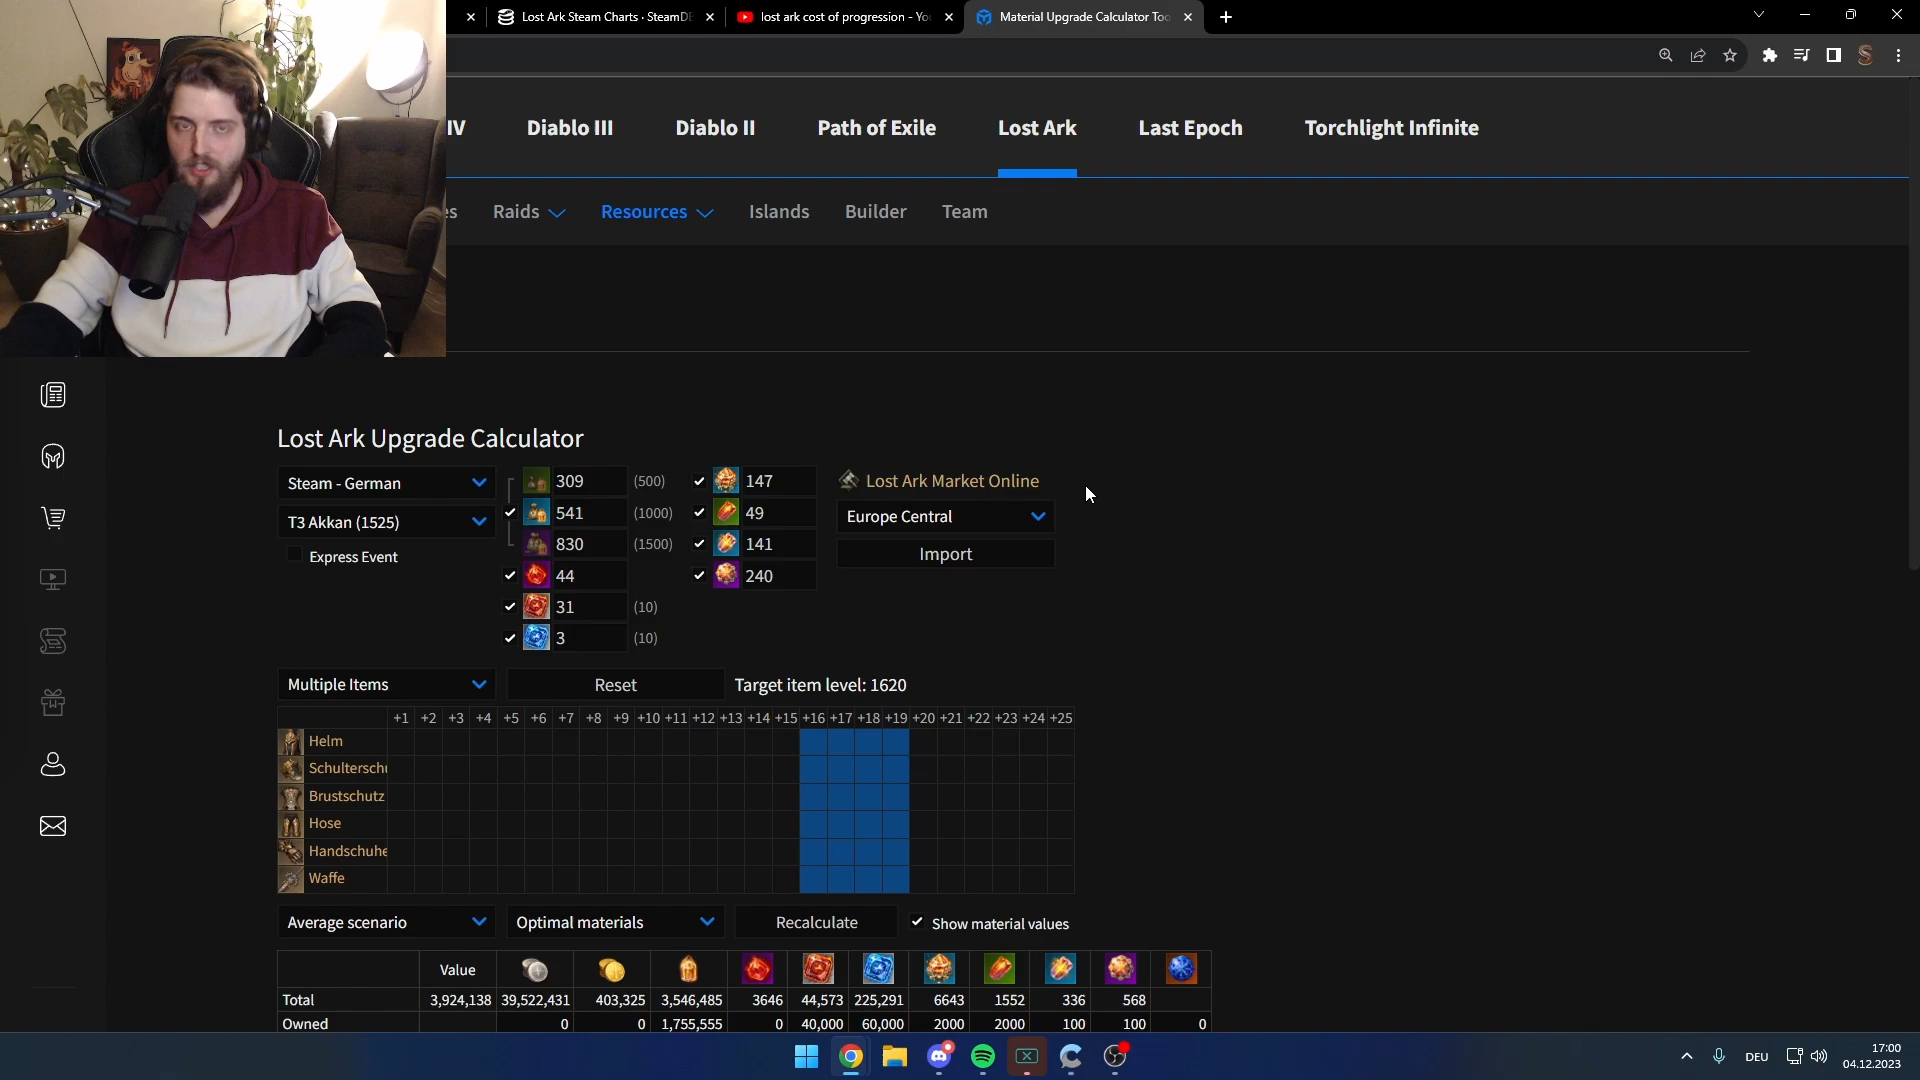 Lost Ark Steam Charts · SteamDB
lost ark cost of progression - Yo
Material Upgrade Calculator Too
IV
Diablo III
Diablo II
Path of Exile
Lost Ark
Last Epoch
Torchlight Infinite
es
Raids
Resources
Islands
Builder
Team
Lost Ark Upgrade Calculator
Steam - German
309
(500)
147
Lost Ark Market Online
T3 Akkan (1525)
541
(1000)
49
Europe Central
Express Event
830
(1500)
141
Import
44
240
31
(10)
3
(10)
Multiple Items
Reset
Target item level: 1620
+1 +2 +3 +4 +5 +6 +7 +8 +9 +10 +11 +12 +13 +14 +15 +16 +17 +18 +19 +20 +21 +22 +23 +24 +25
Helm
Schulterschu
Brustschutz
Hose
Handschuhe
Waffe
Average scenario
Optimal materials
Recalculate
Show material values
Value
Total 3,924,138 39,522,431 403,325 3,546,485 3646 44,573 225,291 6643 1552 336 568
Owned 0 0 1,755,555 0 40,000 60,000 2000 2000 100 100 0
DEU
17:00
04.12.2023